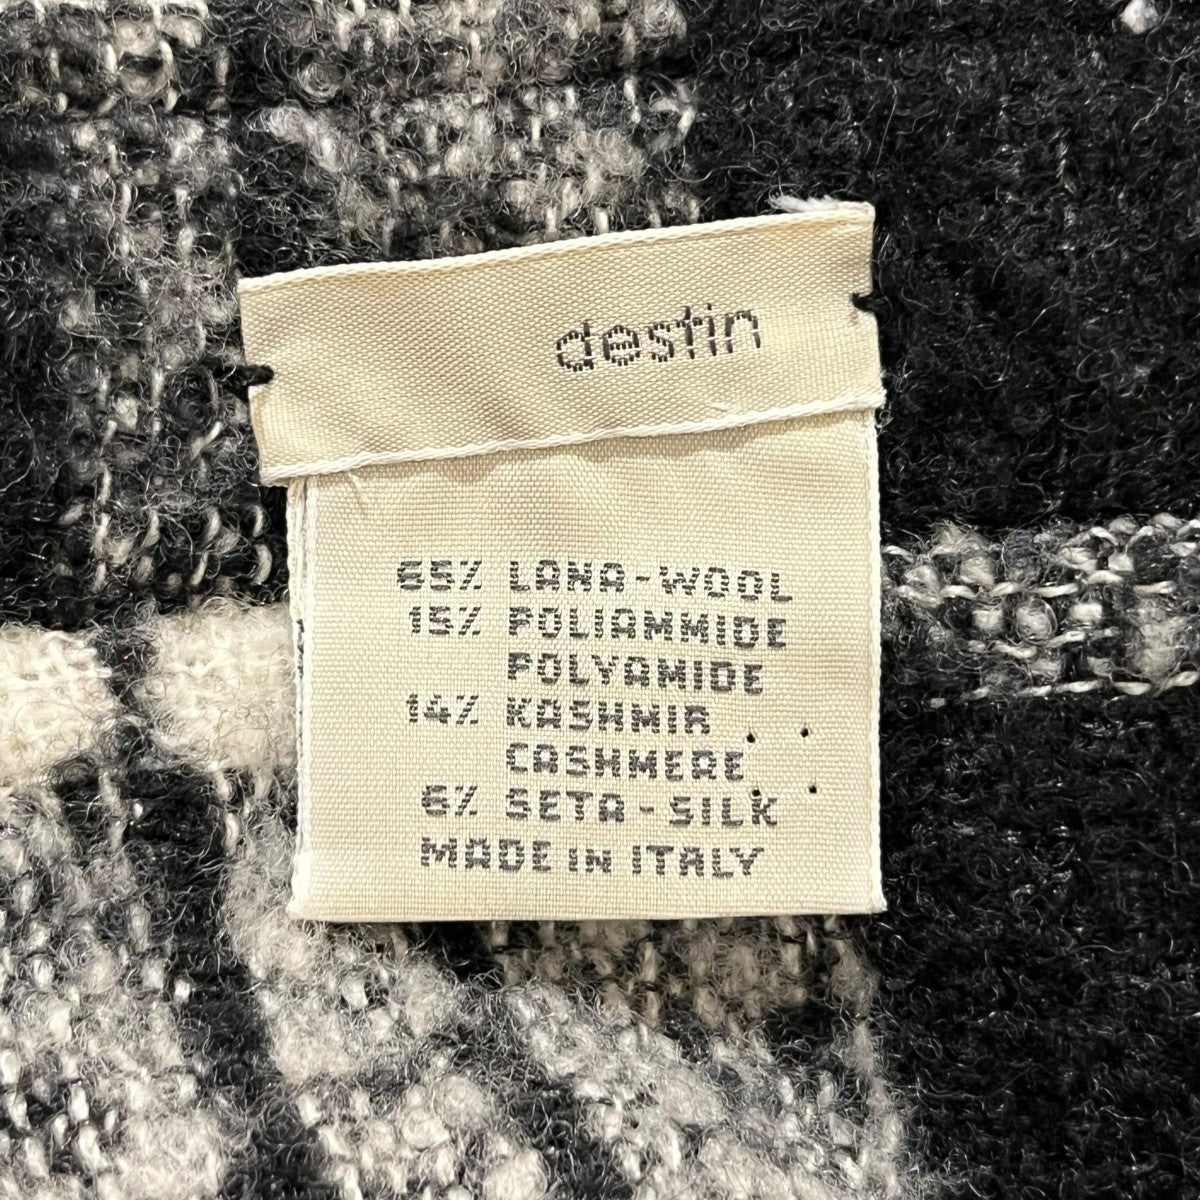 destin
65% LANA-WOOL
15% POLIAMMIDE
POLYAMIDE
14% KASHMIR
CASHMERE
6% SETA-SILK
MADE IN ITALY